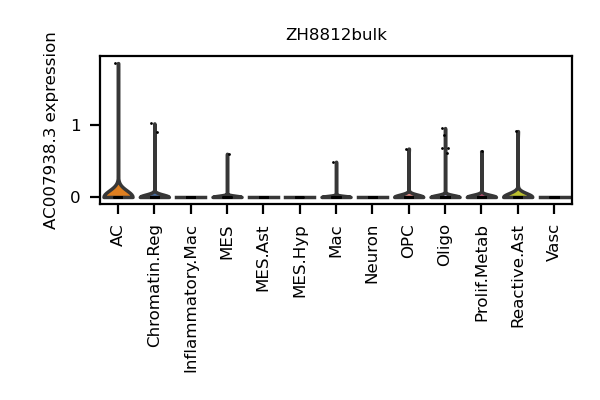 ZH8812bulk
AC007938.3 expression
1
0
AC
Chromatin.Reg
Inflammatory.Mac
MES
MES.Ast
MES.Hyp
Mac
Neuron
OPC
Oligo
Prolif.Metab
Reactive.Ast
Vasc